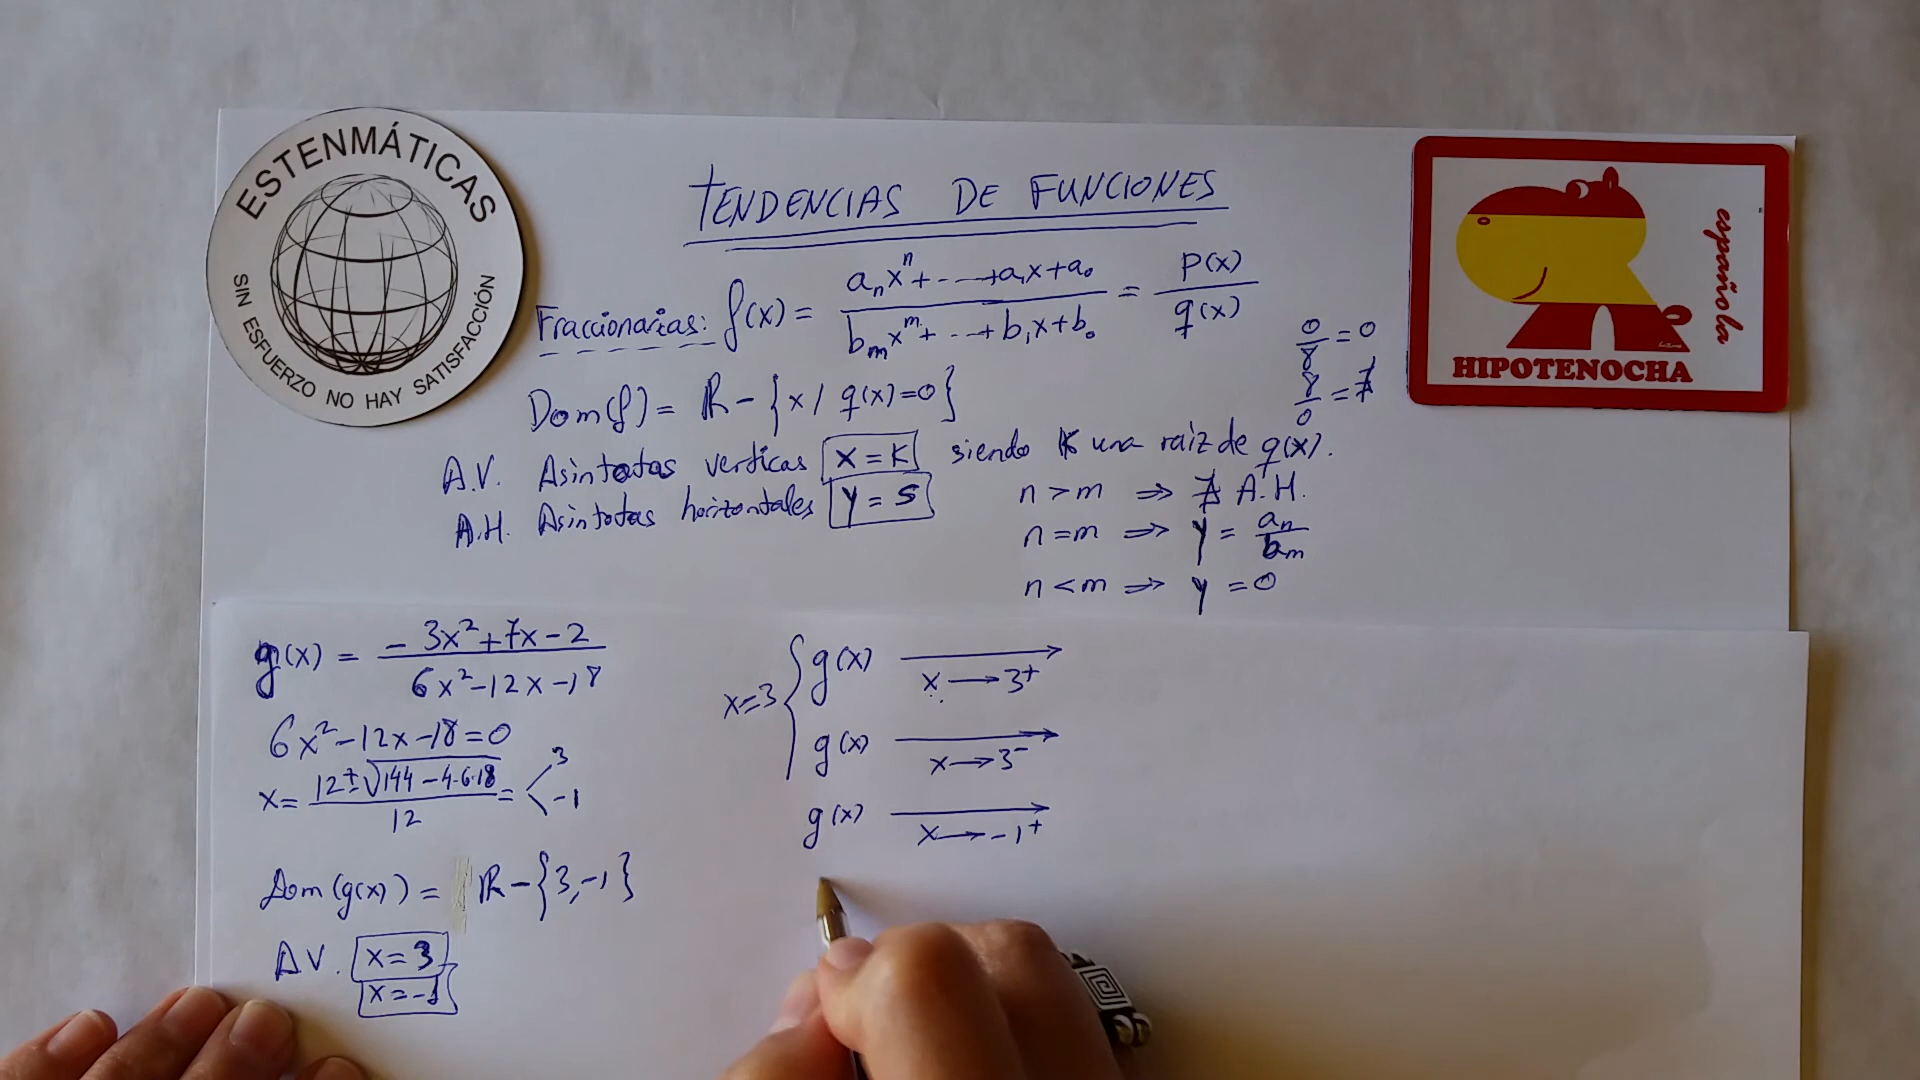 ESTENMÁTICAS
SIN ESFUERZO NO HAY SATISFACCIÓN
TENDENCIAS DE FUNCIONES
Fraccionarias: f(x) = (aₙxⁿ+---+a₁x+a₀)/(bₘxᵐ+---+b₁x+b₀) = p(x)/q(x)
0/8 = 0
8/0 = ∄
Dom(f) = ℝ - {x / q(x)=0}
A.V. Asintotas verticas x = K siendo K una raiz de q(x).
A.H. Asintotas horizontales y = s
n > m ⇒ ∄ A.H.
n = m ⇒ y = aₙ/bₘ
n < m ⇒ y = 0
española
HIPOTENOCHA
g(x) = (-3x²+7x-2)/(6x²-12x-18)
6x²-12x-18=0
x = (12±√(144-4·6·18))/12 = < 3 -1
Dom(g(x)) = ℝ - {3,-1}
A.V. x = 3
x = -1
x=3 { g(x) ⟶ x→3⁺
g(x) ⟶ x→3⁻
g(x) ⟶ x→-1⁺